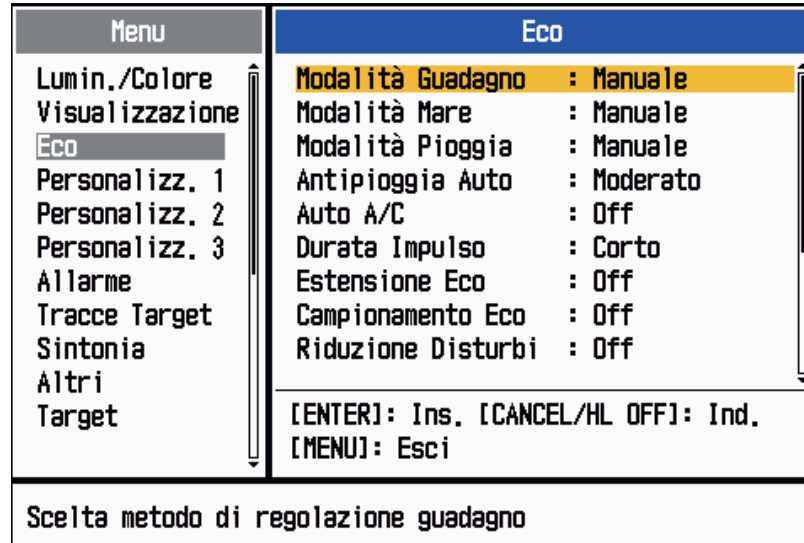 Menu
Lumin./Colore
Visualizzazione
Eco
Personalizz. 1
Personalizz. 2
Personalizz. 3
Allarme
Tracce Target
Sintonia
Altri
Target
Eco
Modalità Guadagno : Manuale
Modalità Mare : Manuale
Modalità Pioggia : Manuale
Antipioggia Auto : Moderato
Auto A/C : Off
Durata Impulso : Corto
Estensione Eco : Off
Campionamento Eco : Off
Riduzione Disturbi : Off
[ENTER]: Ins. [CANCEL/HL OFF]: Ind.
[MENU]: Esci
Scelta metodo di regolazione guadagno